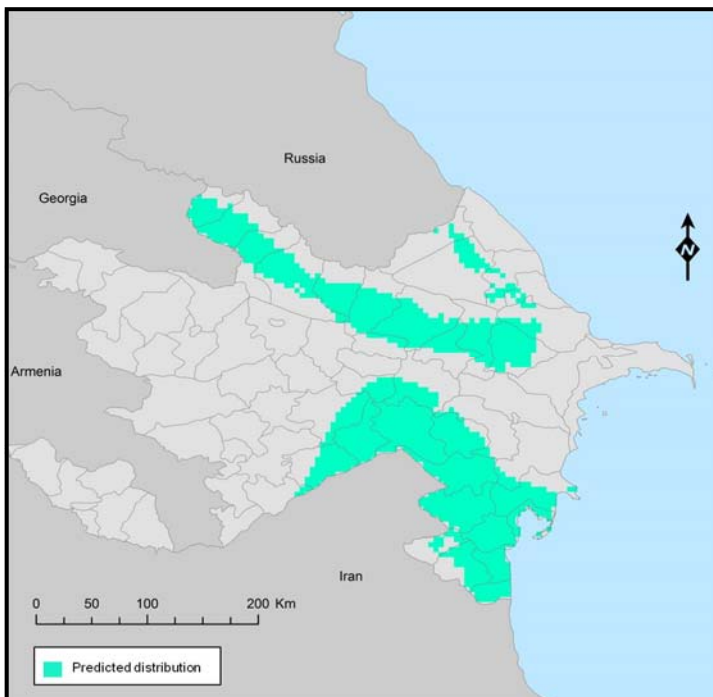 Russia
Georgia
N
Armenia
Iran
0 50 100 200 Km
Predicted distribution